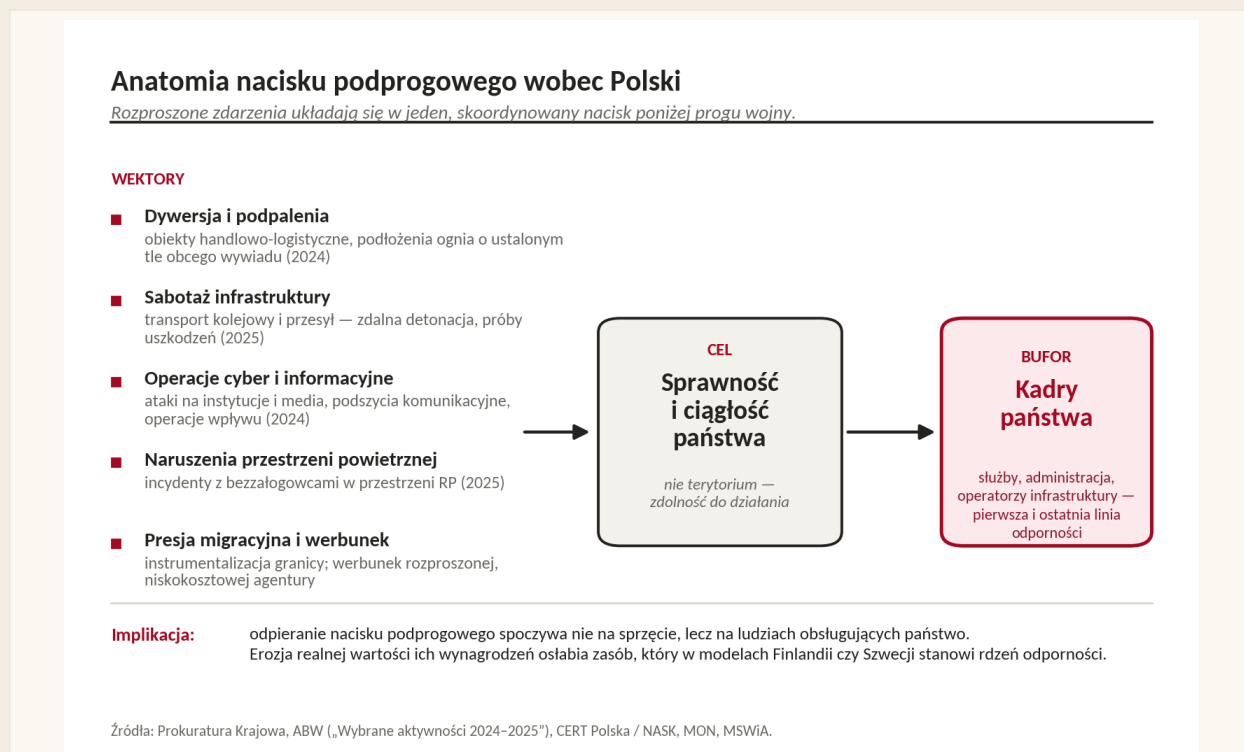 Anatomia nacisku podprogowego wobec Polski
Rozproszone zdarzenia układają się w jeden, skoordynowany nacisk poniżej progu wojny.
WEKTORY
Dywersja i podpalenia
obiekty handlowo-logistyczne, podłożenia ognia o ustalonym
tle obcego wywiadu (2024)
Sabotaż infrastruktury
transport kolejowy i przesył — zdalna detonacja, próby
uszkodzeń (2025)
Operacje cyber i informacyjne
ataki na instytucje i media, podszycia komunikacyjne,
operacje wpływu (2024)
Naruszenia przestrzeni powietrznej
incydenty z bezzałogowcami w przestrzeni RP (2025)
Presja migracyjna i werbunek
instrumentalizacja granicy; werbunek rozproszonej,
niskokosztowej agentury
CEL
Sprawność
i ciągłość
państwa
nie terytorium —
zdolność do działania
BUFOR
Kadry
państwa
służby, administracja,
operatorzy infrastruktury —
pierwsza i ostatnia linia
odporności
Implikacja:
odpieranie nacisku podprogowego spoczywa nie na sprzęcie, lecz na ludziach obsługujących państwo.
Erozja realnej wartości ich wynagrodzeń osłabia zasób, który w modelach Finlandii czy Szwecji stanowi rdzeń odporności.
Źródła: Prokuratura Krajowa, ABW („Wybrane aktywności 2024–2025”), CERT Polska / NASK, MON, MSWiA.